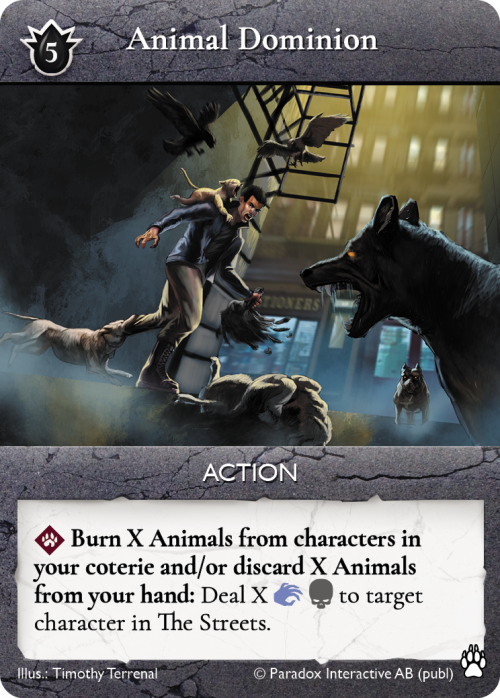 5
Animal Dominion
TIONERS
ACTION
Burn X Animals from characters in
your coterie and/or discard X Animals
from your hand: Deal X to target
character in The Streets.
Illus.: Timothy Terrenal
© Paradox Interactive AB (publ)